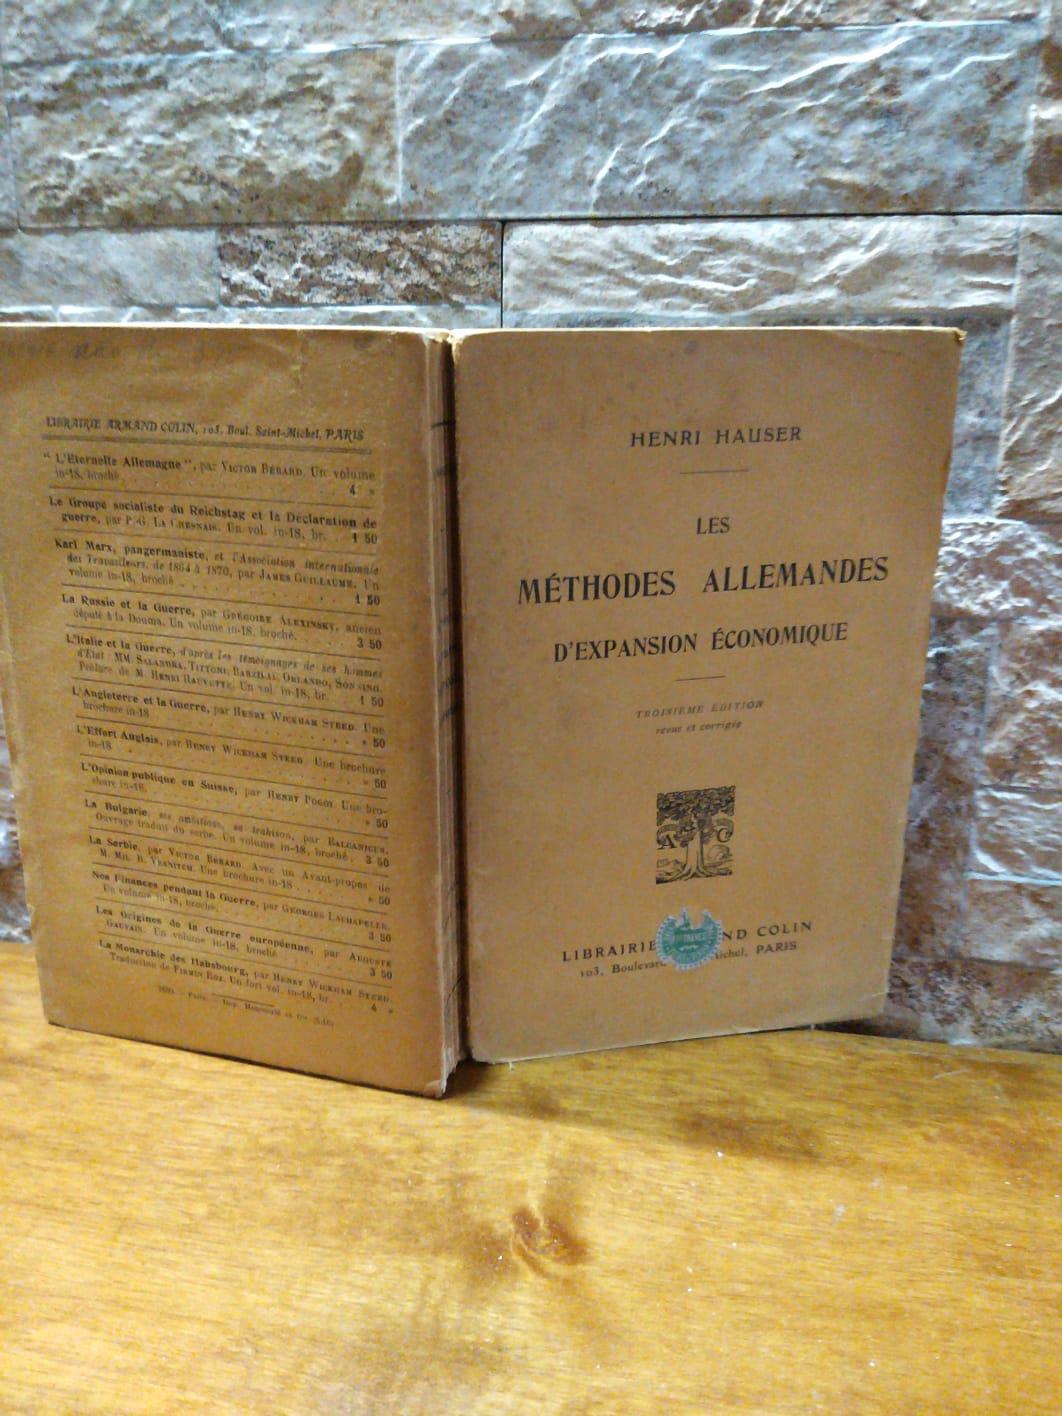 LIBRAIRIE ARMAND COLIN, 103, Boul. Saint-Michel, PARIS
" L'Eternelle Allemagne ", par VICTOR BÉRARD. Un volume
in-18, broché. 4 »
Le Groupe socialiste du Reichstag et la Déclaration de
guerre, par P.-G. LA CHESNAIS. Un vol. in-18, br. 1 50
Karl Marx, pangermaniste, et l'Association internationale
des Travailleurs, de 1864 à 1870, par JAMES GUILLAUME. Un
volume in-18, broché 1 50
La Russie et la Guerre, par GRÉGOIRE ALEXINSKY, ancien
député à la Douma. Un volume in-18, broché. 3 50
L'Italie et la Guerre, d'après les témoignages de ses hommes
d'État : MM. SALANDRA, TITTONI, BARZILAI, ORLANDO, SONNINO.
Préface de M. HENRI HAUVETTE. Un vol. in-18, br. 1 50
L'Angleterre et la Guerre, par HENRY WICKHAM STEED. Une
brochure in-18 » 50
L'Effort Anglais, par HENRY WICKHAM STEED. Une brochure
in-18 » 50
L'Opinion publique en Suisse, par HENRY Une bro-
chure in-18. » 50
La Bulgarie, ses ambitions, sa trahison, par BALCANICUS.
Ouvrage traduit du serbe. Un volume in-18, broché. 3 50
La Serbie, par VICTOR BÉRARD. Avec un Avant-propos de
M. MIL. R. VESNITCH. Une brochure in-18 » 50
Nos Finances pendant la Guerre, par GEORGES LACHAPELLE.
Un volume in-18, broché. 3 50
Les Origines de la Guerre européenne, par AUGUSTE
GAUVAIN. Un volume in-18, broché 3 50
La Monarchie des Habsbourg, par HENRY WICKHAM STEED.
Traduction de FIRMIN ROZ. Un fort vol. in-18, br. 4 »
HENRI HAUSER
LES
MÉTHODES ALLEMANDES
D'EXPANSION ÉCONOMIQUE
TROISIÈME ÉDITION
revue et corrigée
A C
LIBRAIRIE ND COLIN
103, Boulevard ichel, PARIS